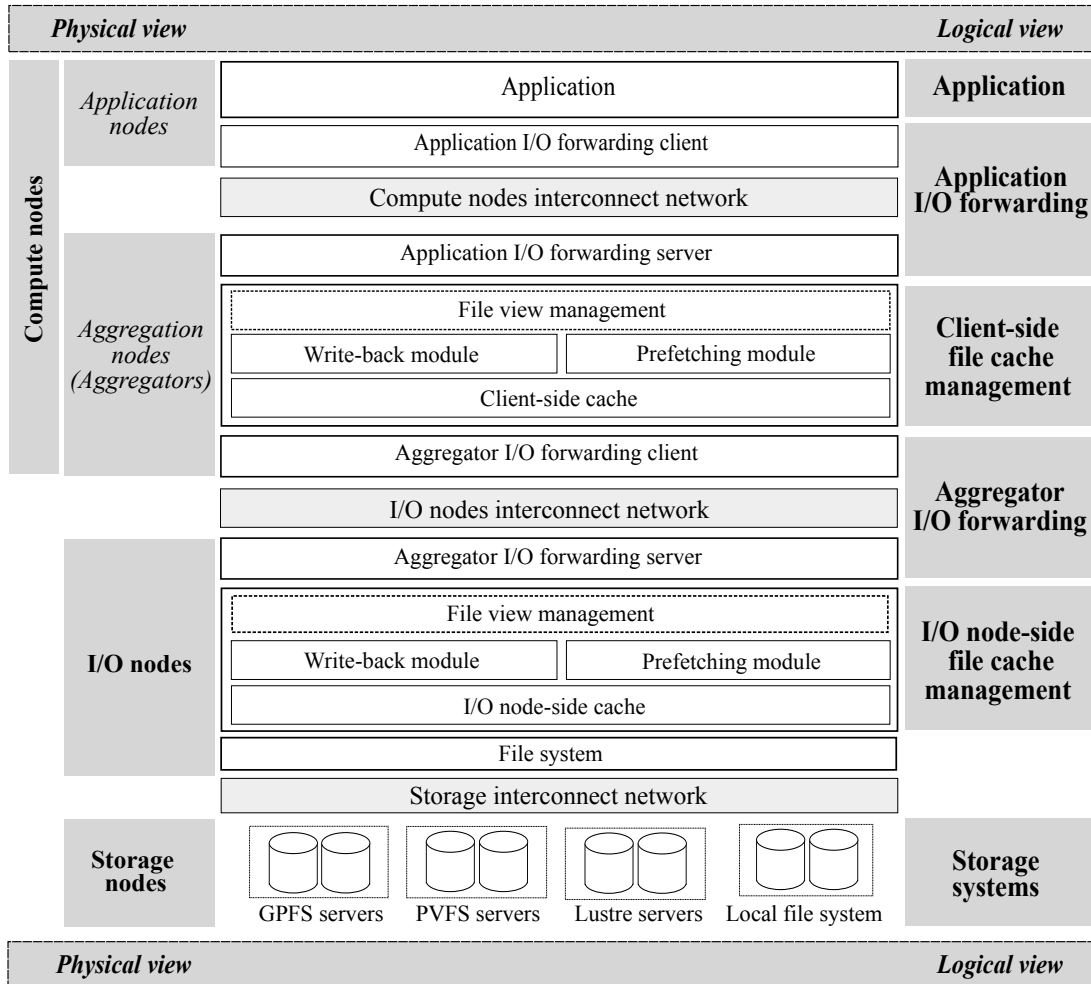 Physical view
Logical view
Compute nodes
Application
nodes
Application
Application
Application I/O forwarding client
Compute nodes interconnect network
Application
I/O forwarding
Aggregation
nodes
(Aggregators)
Application I/O forwarding server
File view management
Write-back module
Prefetching module
Client-side cache
Client-side
file cache
management
Aggregator I/O forwarding client
I/O nodes interconnect network
Aggregator
I/O forwarding
Aggregator I/O forwarding server
I/O nodes
File view management
Write-back module
Prefetching module
I/O node-side cache
I/O node-side
file cache
management
File system
Storage interconnect network
Storage
nodes
GPFS servers
PVFS servers
Lustre servers
Local file system
Storage
systems
Physical view
Logical view